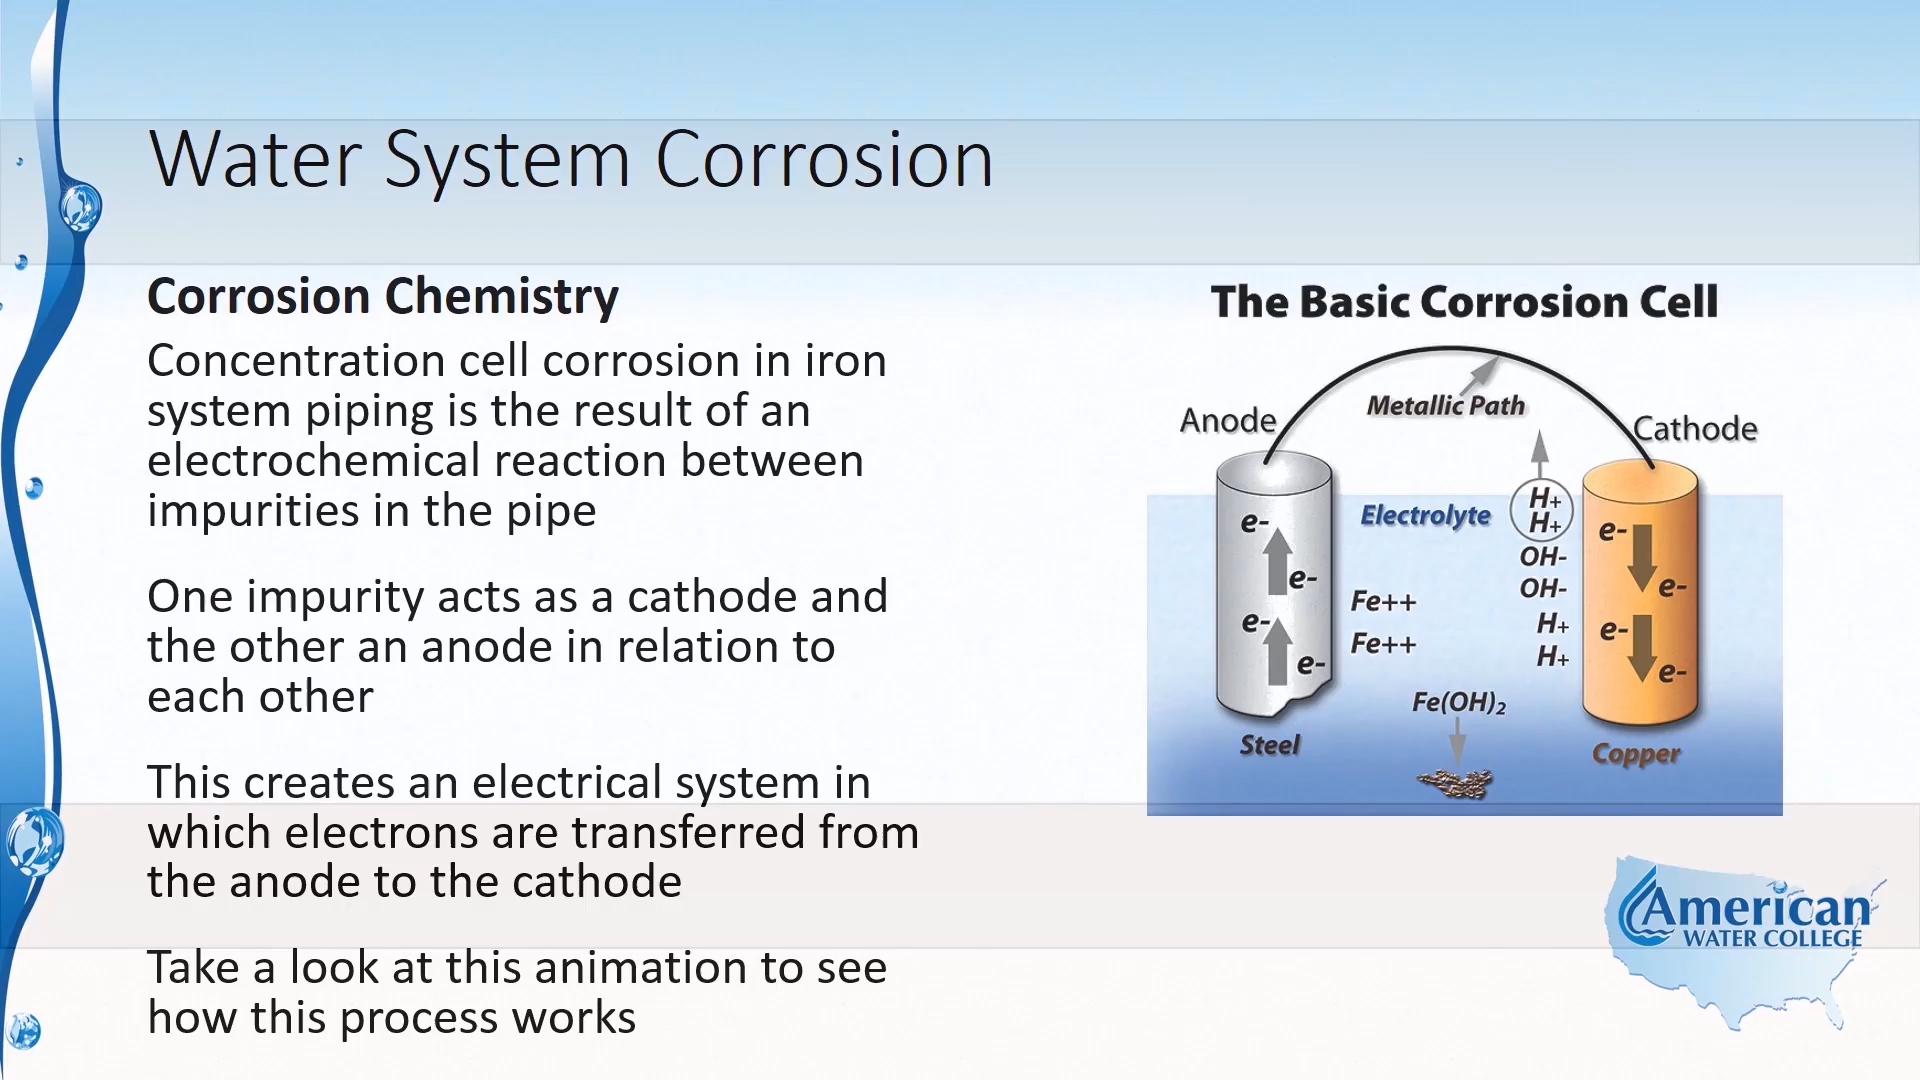 Water System Corrosion
Corrosion Chemistry
Concentration cell corrosion in iron
system piping is the result of an
electrochemical reaction between
impurities in the pipe
One impurity acts as a cathode and
the other an anode in relation to
each other
This creates an electrical system in
which electrons are transferred from
the anode to the cathode
Take a look at this animation to see
how this process works
The Basic Corrosion Cell
Metallic Path
Anode
Cathode
Electrolyte
e-
e-
e-
e-
Fe++
Fe++
H+
H+
OH-
OH-
H+
H+
e-
e-
e-
e-
Fe(OH)₂
Steel
Copper
American
WATER COLLEGE